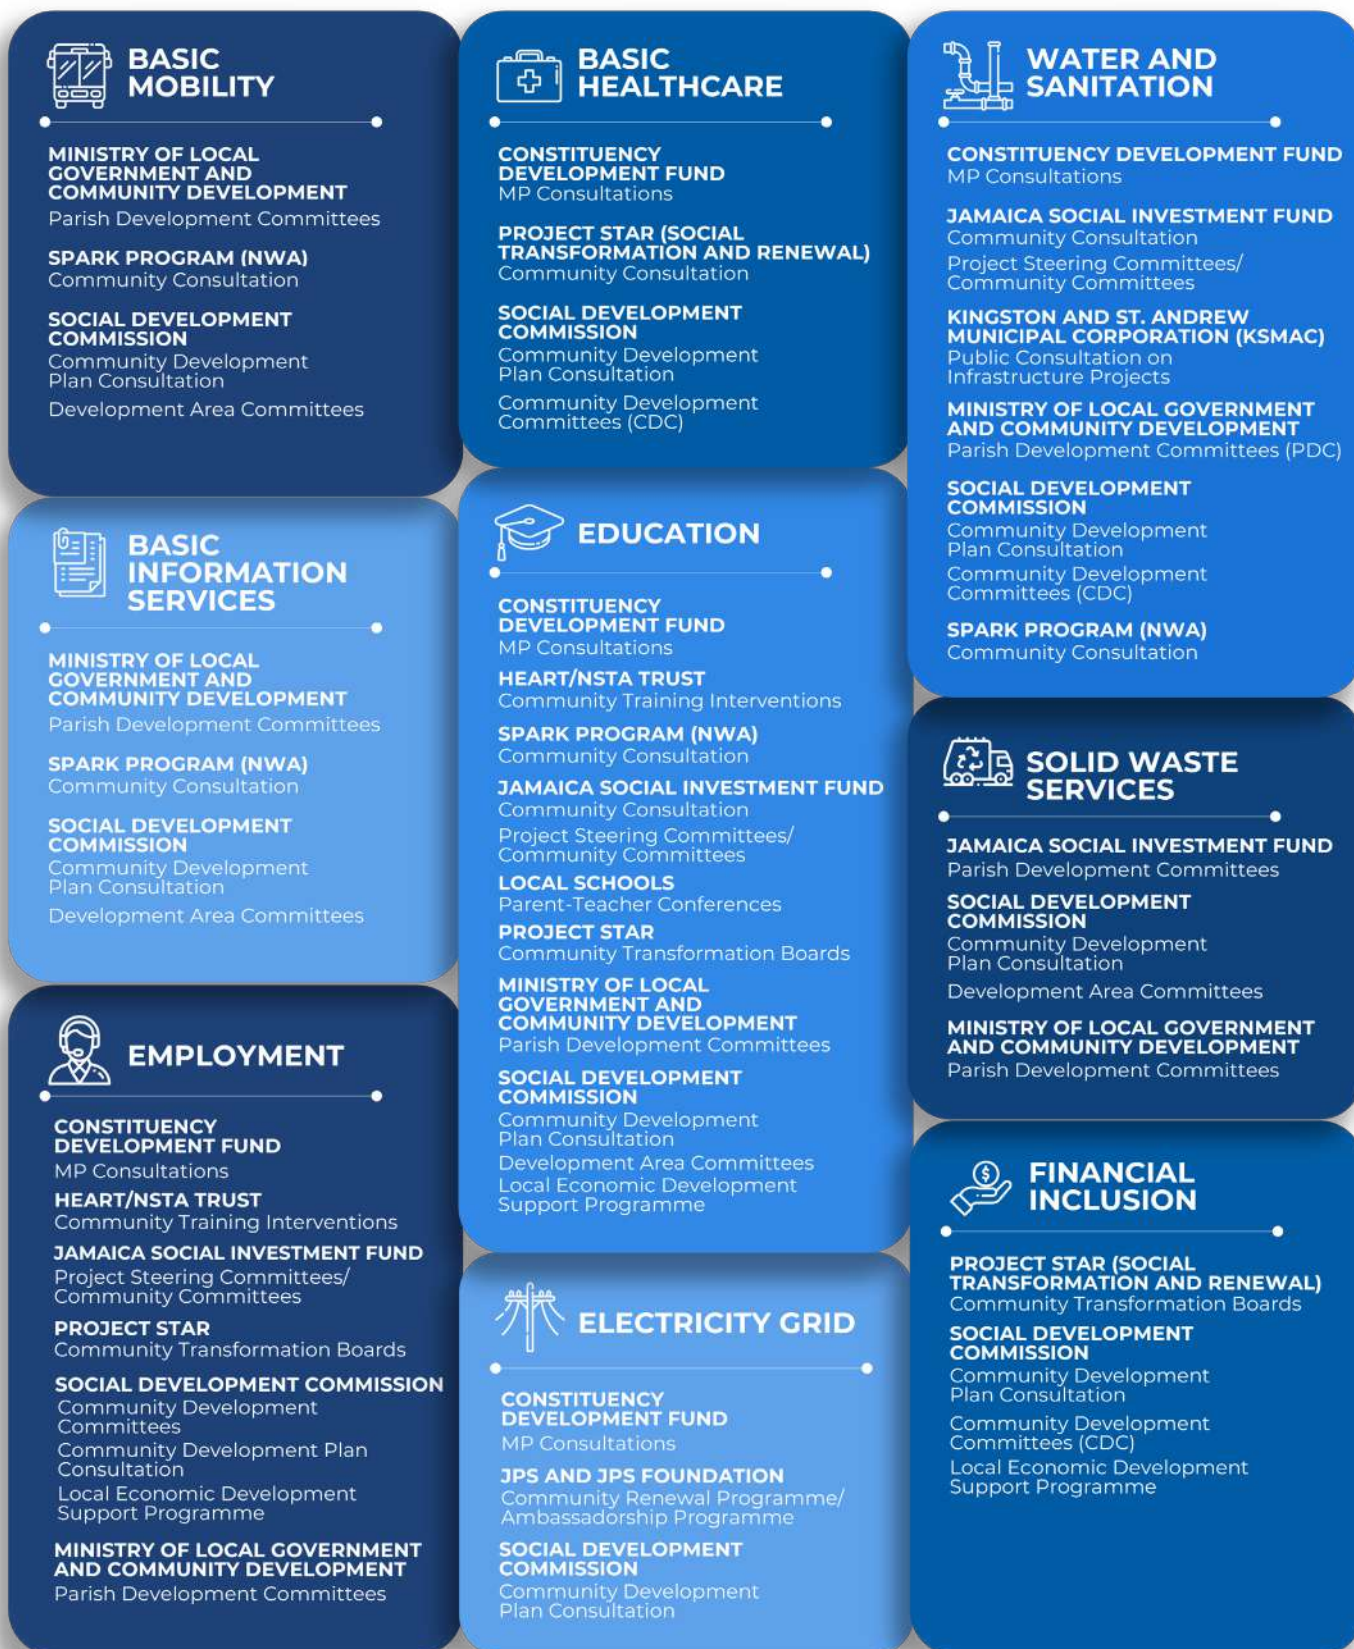 BASIC
MOBILITY
MINISTRY OF LOCAL
GOVERNMENT AND
COMMUNITY DEVELOPMENT
Parish Development Committees
SPARK PROGRAM (NWA)
Community Consultation
SOCIAL DEVELOPMENT
COMMISSION
Community Development
Plan Consultation
Development Area Committees
BASIC
INFORMATION
SERVICES
MINISTRY OF LOCAL
GOVERNMENT AND
COMMUNITY DEVELOPMENT
Parish Development Committees
SPARK PROGRAM (NWA)
Community Consultation
SOCIAL DEVELOPMENT
COMMISSION
Community Development
Plan Consultation
Development Area Committees
EMPLOYMENT
CONSTITUENCY
DEVELOPMENT FUND
MP Consultations
HEART/NSTA TRUST
Community Training Interventions
JAMAICA SOCIAL INVESTMENT FUND
Project Steering Committees/
Community Committees
PROJECT STAR
Community Transformation Boards
SOCIAL DEVELOPMENT COMMISSION
Community Development
Committees
Community Development Plan
Consultation
Local Economic Development
Support Programme
MINISTRY OF LOCAL GOVERNMENT
AND COMMUNITY DEVELOPMENT
Parish Development Committees
BASIC
HEALTHCARE
CONSTITUENCY
DEVELOPMENT FUND
MP Consultations
PROJECT STAR (SOCIAL
TRANSFORMATION AND RENEWAL)
Community Consultation
SOCIAL DEVELOPMENT
COMMISSION
Community Development
Plan Consultation
Community Development
Committees (CDC)
EDUCATION
CONSTITUENCY
DEVELOPMENT FUND
MP Consultations
HEART/NSTA TRUST
Community Training Interventions
SPARK PROGRAM (NWA)
Community Consultation
JAMAICA SOCIAL INVESTMENT FUND
Community Consultation
Project Steering Committees/
Community Committees
LOCAL SCHOOLS
Parent-Teacher Conferences
PROJECT STAR
Community Transformation Boards
MINISTRY OF LOCAL
GOVERNMENT AND
COMMUNITY DEVELOPMENT
Parish Development Committees
SOCIAL DEVELOPMENT
COMMISSION
Community Development
Plan Consultation
Development Area Committees
Local Economic Development
Support Programme
ELECTRICITY GRID
CONSTITUENCY
DEVELOPMENT FUND
MP Consultations
JPS AND JPS FOUNDATION
Community Renewal Programme/
Ambassadorship Programme
SOCIAL DEVELOPMENT
COMMISSION
Community Development
Plan Consultation
WATER AND
SANITATION
CONSTITUENCY DEVELOPMENT FUND
MP Consultations
JAMAICA SOCIAL INVESTMENT FUND
Community Consultation
Project Steering Committees/
Community Committees
KINGSTON AND ST. ANDREW
MUNICIPAL CORPORATION (KSMAC)
Public Consultation on
Infrastructure Projects
MINISTRY OF LOCAL GOVERNMENT
AND COMMUNITY DEVELOPMENT
Parish Development Committees (PDC)
SOCIAL DEVELOPMENT
COMMISSION
Community Development
Plan Consultation
Community Development
Committees (CDC)
SPARK PROGRAM (NWA)
Community Consultation
SOLID WASTE
SERVICES
JAMAICA SOCIAL INVESTMENT FUND
Parish Development Committees
SOCIAL DEVELOPMENT
COMMISSION
Community Development
Plan Consultation
Development Area Committees
MINISTRY OF LOCAL GOVERNMENT
AND COMMUNITY DEVELOPMENT
Parish Development Committees
FINANCIAL
INCLUSION
PROJECT STAR (SOCIAL
TRANSFORMATION AND RENEWAL)
Community Transformation Boards
SOCIAL DEVELOPMENT
COMMISSION
Community Development
Plan Consultation
Community Development
Committees (CDC)
Local Economic Development
Support Programme